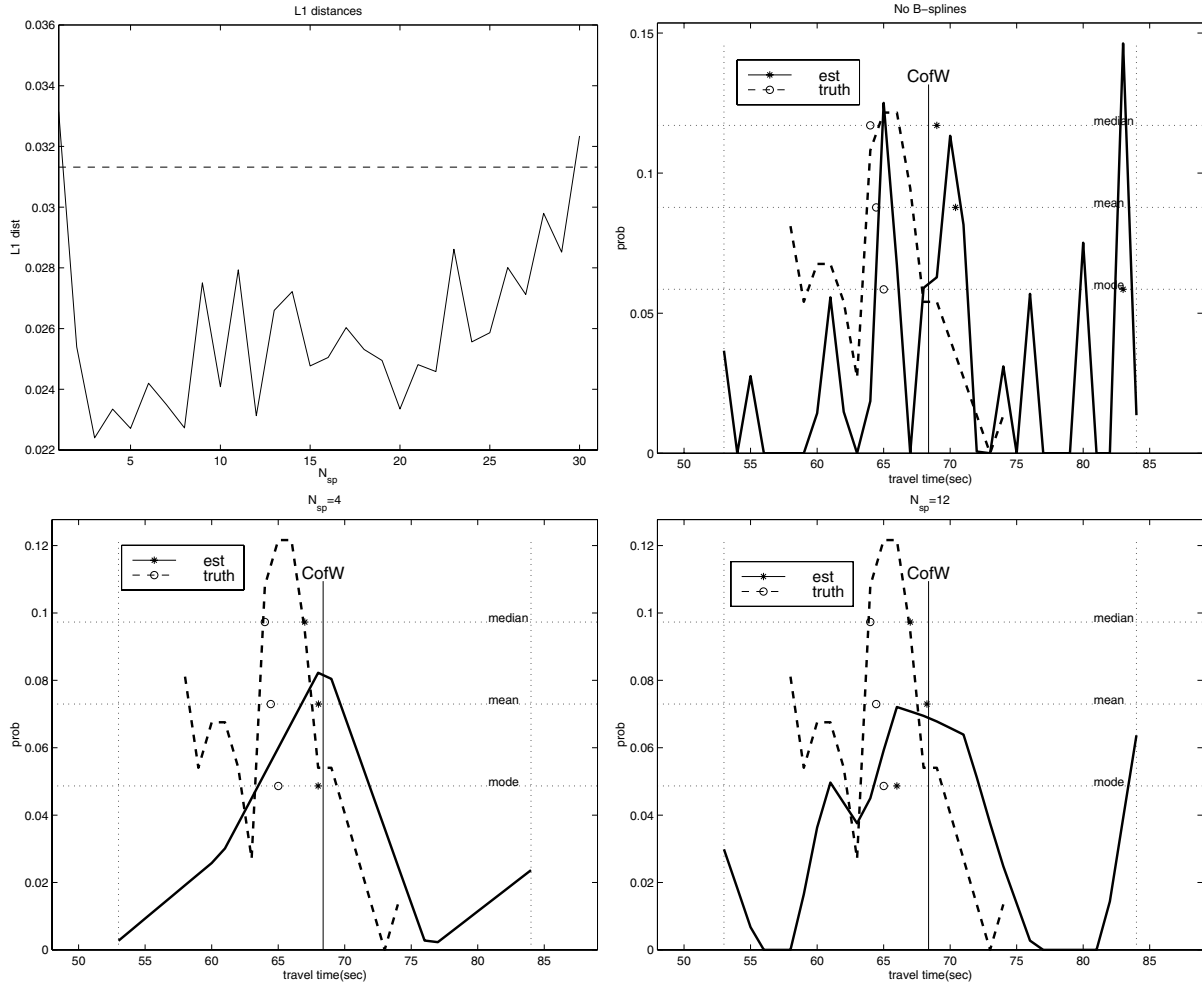 L1 distances
0.036
0.034
0.032
0.03
0.028
0.026
0.024
0.022
L1 dist
5 10 15 20 25 30
N_sp
No B-splines
0.15
0.1
0.05
0
prob
est
truth
CofW
median
mean
mode
50 55 60 65 70 75 80 85
travel time(sec)
N_sp=4
0.12
0.1
0.08
0.06
0.04
0.02
0
prob
est
truth
CofW
median
mean
mode
50 55 60 65 70 75 80 85
travel time(sec)
N_sp=12
0.12
0.1
0.08
0.06
0.04
0.02
0
prob
est
truth
CofW
median
mean
mode
50 55 60 65 70 75 80 85
travel time(sec)